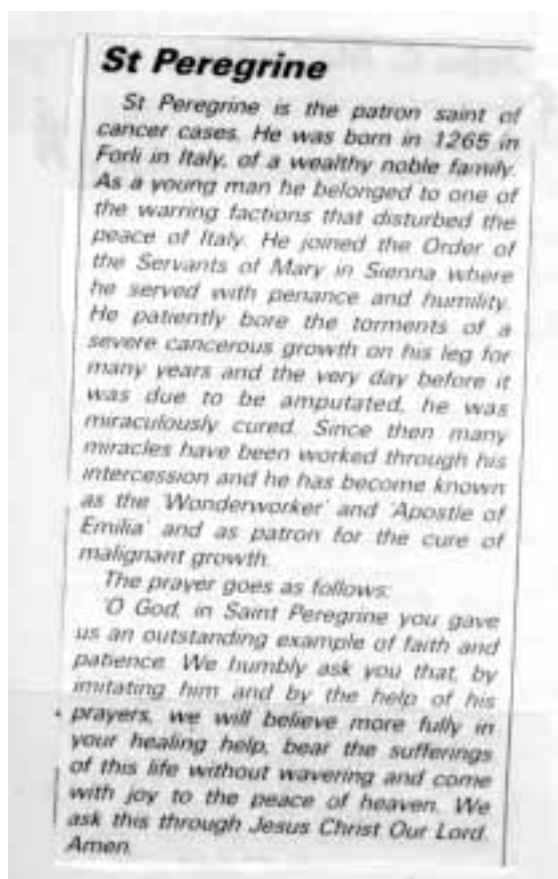 St Peregrine
St Peregrine is the patron saint of
cancer cases. He was born in 1265 in
Forli in Italy, of a wealthy noble family.
As a young man he belonged to one of
the warring factions that disturbed the
peace of Italy. He joined the Order of
the Servants of Mary in Sienna where
he served with penance and humility.
He patiently bore the torments of a
severe cancerous growth on his leg for
many years and the very day before it
was due to be amputated, he was
miraculously cured. Since then many
miracles have been worked through his
intercession and he has become known
as the 'Wonderworker' and 'Apostle of
Emilia' and as patron for the cure of
malignant growth.
The prayer goes as follows:
'O God, in Saint Peregrine you gave
us an outstanding example of faith and
patience. We humbly ask you that, by
imitating him and by the help of his
prayers, we will believe more fully in
your healing help, bear the sufferings
of this life without wavering and come
with joy to the peace of heaven. We
ask this through Jesus Christ Our Lord.
Amen.